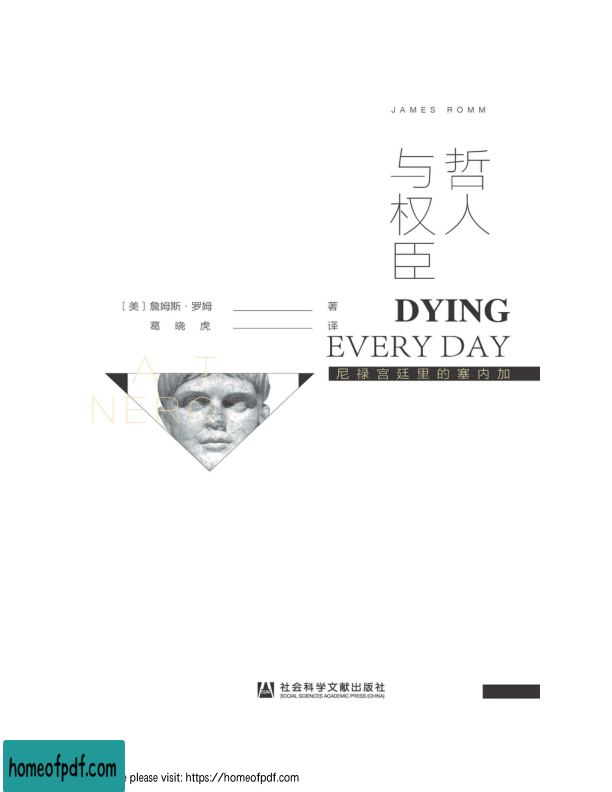 JAMES ROMM
哲人
与权臣
[美] 詹姆斯·罗姆 著
葛晓虎 译
DYING
EVERY DAY
尼禄宫廷里的塞内加
AT
NERO
社会科学文献出版社
SOCIAL SCIENCES ACADEMIC PRESS (CHINA)
homeofpdf.com
please visit: https://homeofpdf.com